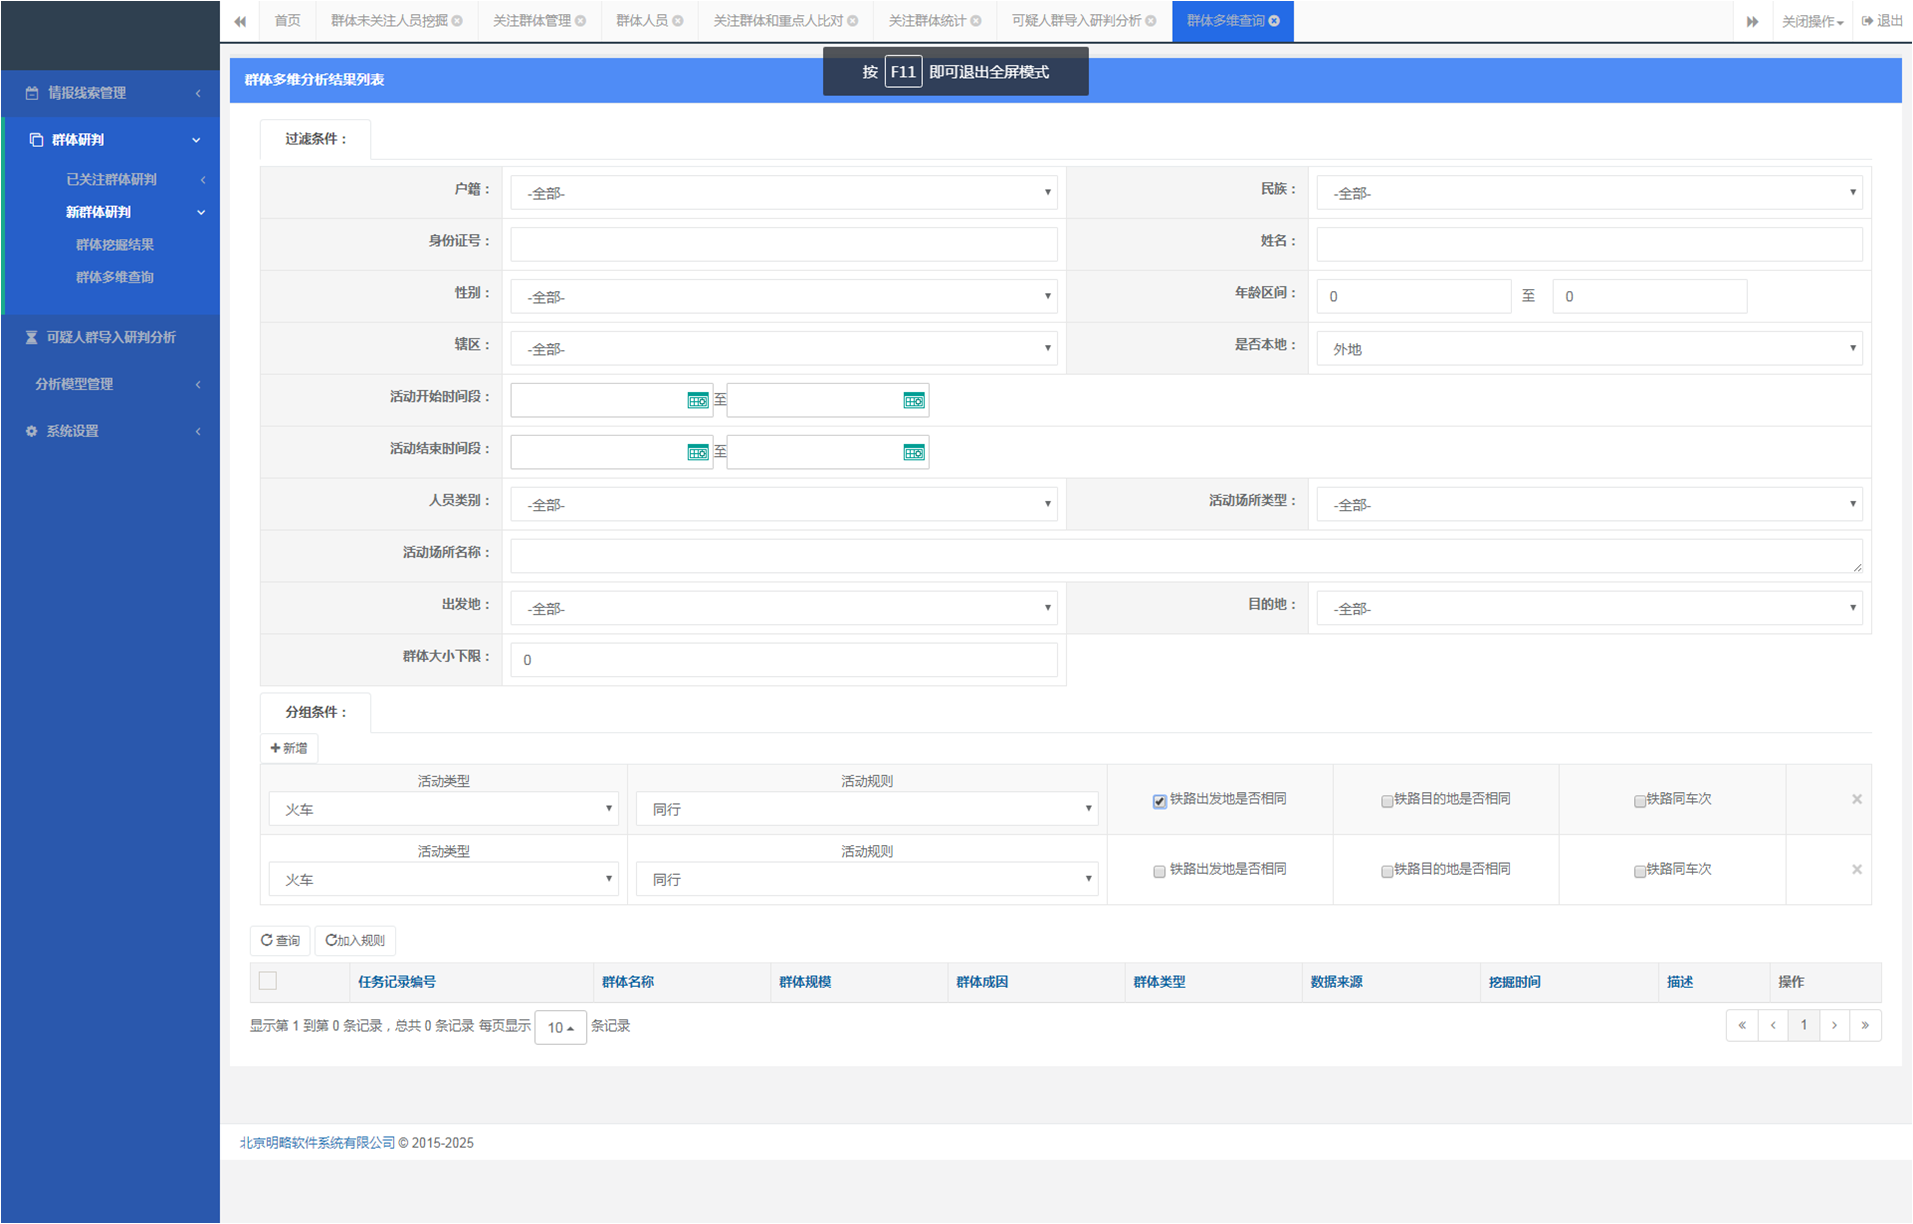 首页 群体未关注人员挖掘 关注群体管理 群体人员 关注群体和重点人比对 关注群体统计 可疑人群导入研判分析 群体多维查询 关闭操作 退出
按 F11 即可退出全屏模式
群体多维分析结果列表
情报线索管理
群体研判
已关注群体研判
新群体研判
群体挖掘结果
群体多维查询
可疑人群导入研判分析
分析模型管理
系统设置
过滤条件：
户籍： -全部- 民族： -全部-
身份证号： 姓名：
性别： -全部- 年龄区间： 0 至 0
辖区： -全部- 是否本地： 外地
活动开始时间段： 至
活动结束时间段： 至
人员类别： -全部- 活动场所类型： -全部-
活动场所名称：
出发地： -全部- 目的地： -全部-
群体大小下限： 0
分组条件：
新增
活动类型 活动规则
火车 同行 铁路出发地是否相同 铁路目的地是否相同 铁路同车次 ×
活动类型 活动规则
火车 同行 铁路出发地是否相同 铁路目的地是否相同 铁路同车次 ×
查询 加入规则
任务记录编号 群体名称 群体规模 群体成因 群体类型 数据来源 挖掘时间 描述 操作
显示第 1 到第 0 条记录，总共 0 条记录 每页显示 10 条记录 « ‹ 1 › »
北京明略软件系统有限公司 © 2015-2025